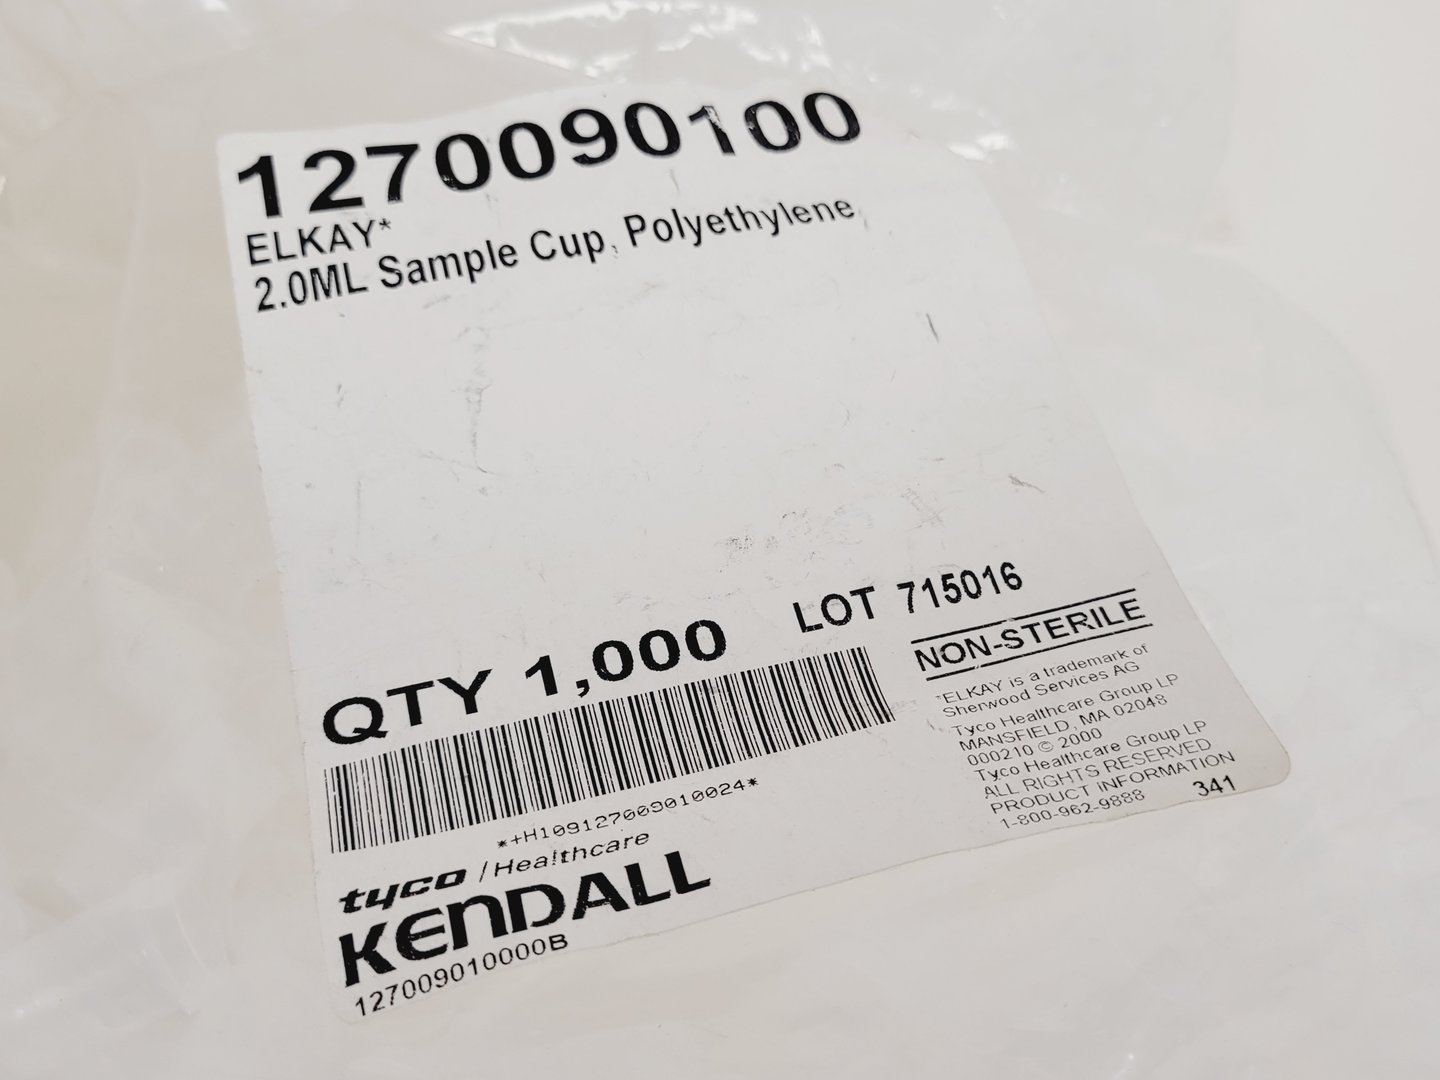 1270090100
ELKAY*
2.0ML Sample Cup, Polyethylene
QTY 1,000
LOT 715016
NON-STERILE
*+H109127009010024*
*ELKAY is a trademark of
Sherwood Services AG
Tyco Healthcare Group LP
MANSFIELD, MA 02048
000210 © 2000
Tyco Healthcare Group LP
ALL RIGHTS RESERVED
PRODUCT INFORMATION
1-800-962-9888
341
tyco / Healthcare
KENDALL
127009010000B